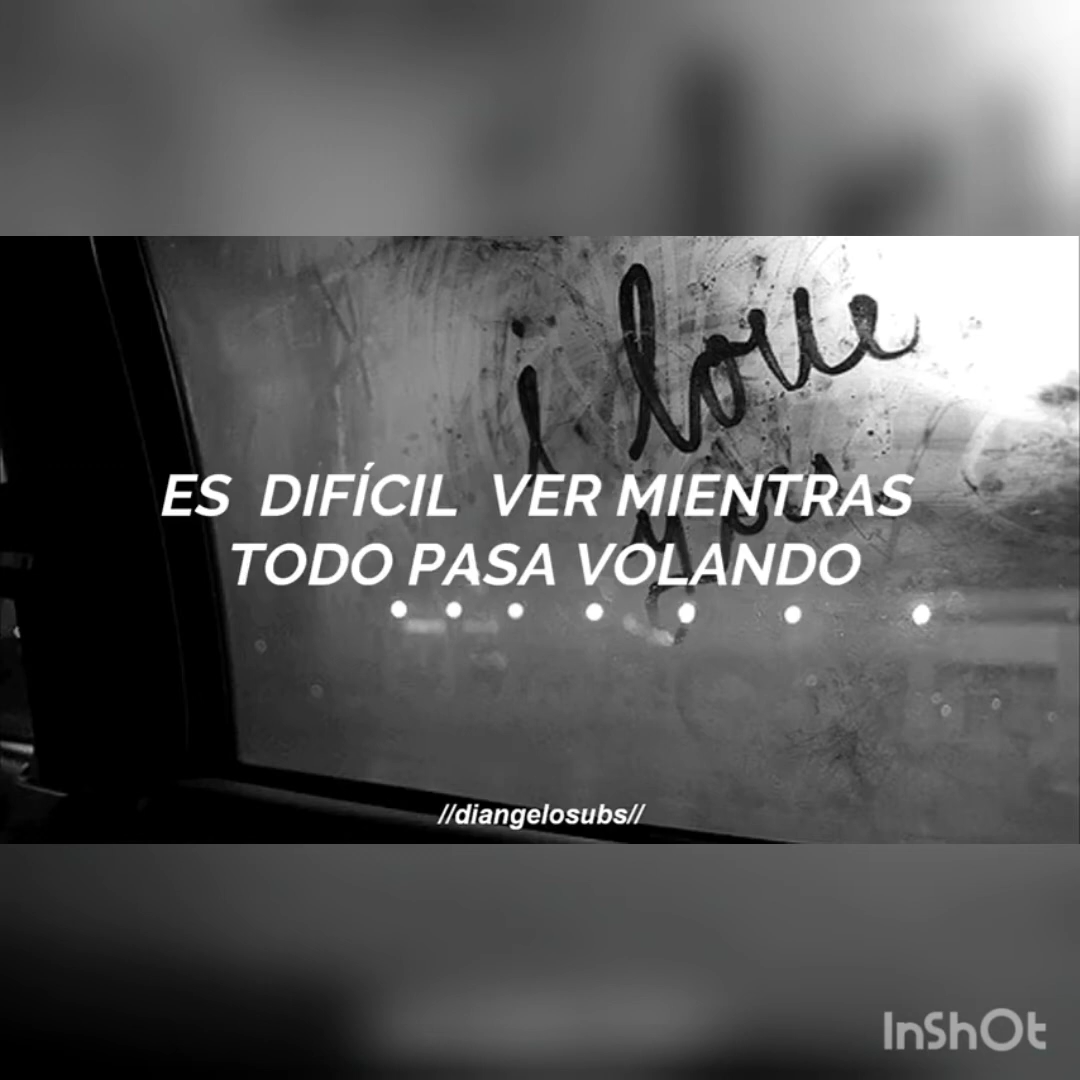 i love
you
ES DIFÍCIL VER MIENTRAS
TODO PASA VOLANDO
//diangelosubs//
InShOt